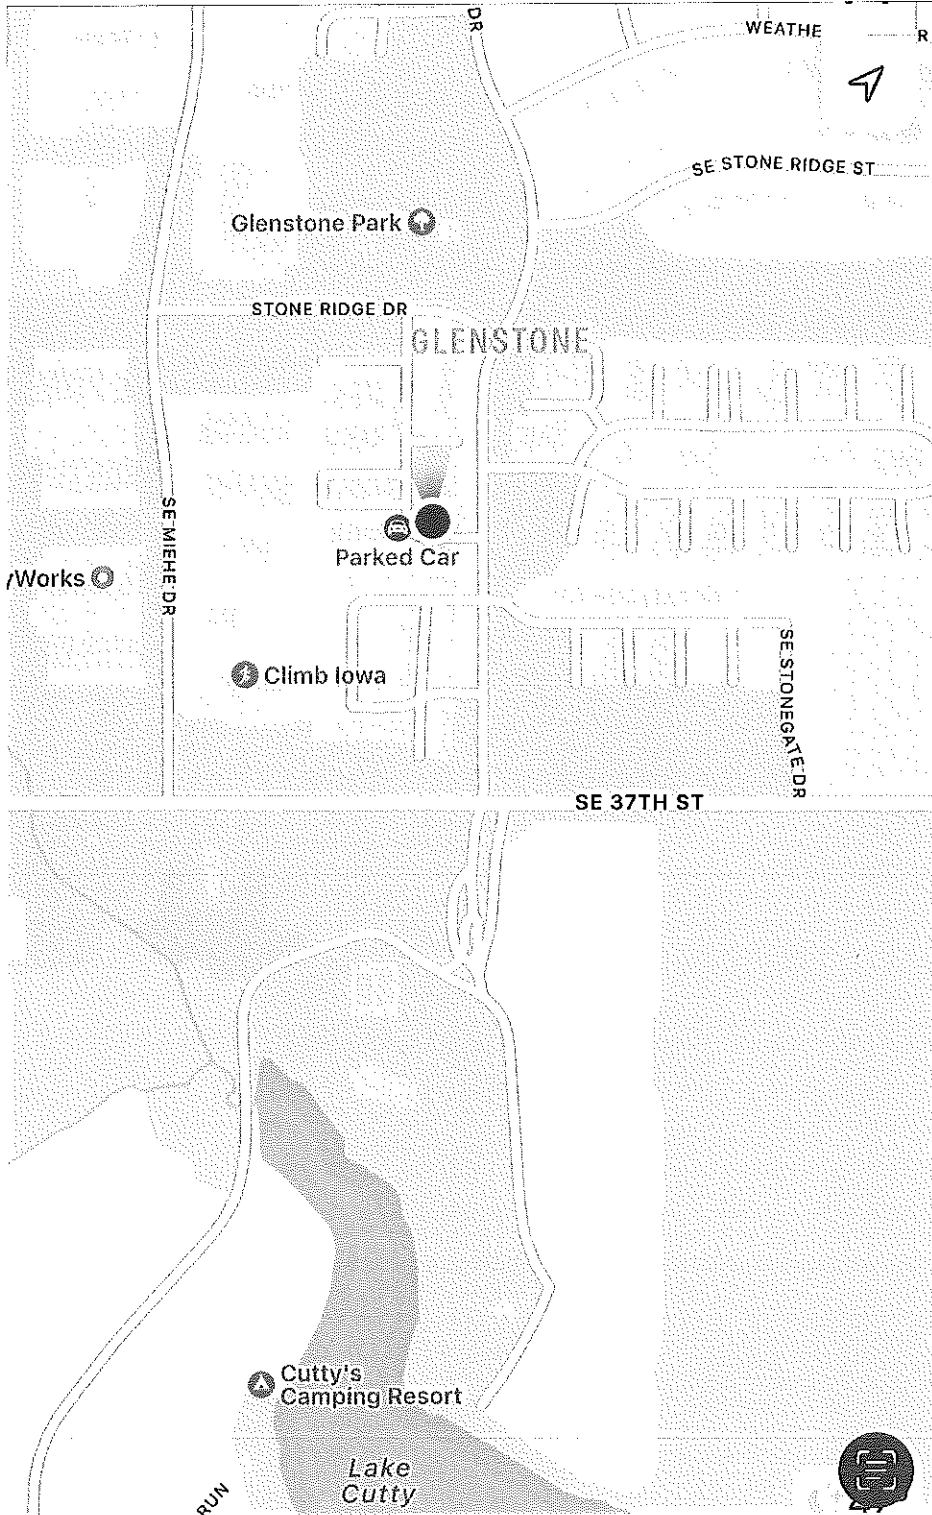 DR
WEATHE
R
SE STONE RIDGE ST
Glenstone Park
STONE RIDGE DR
GLENSTONE
SE MIEHE DR
Parked Car
yWorks
Climb Iowa
SE STONEGATE DR
SE 37TH ST
Cutty's
Camping Resort
Lake
Cutty
RUN